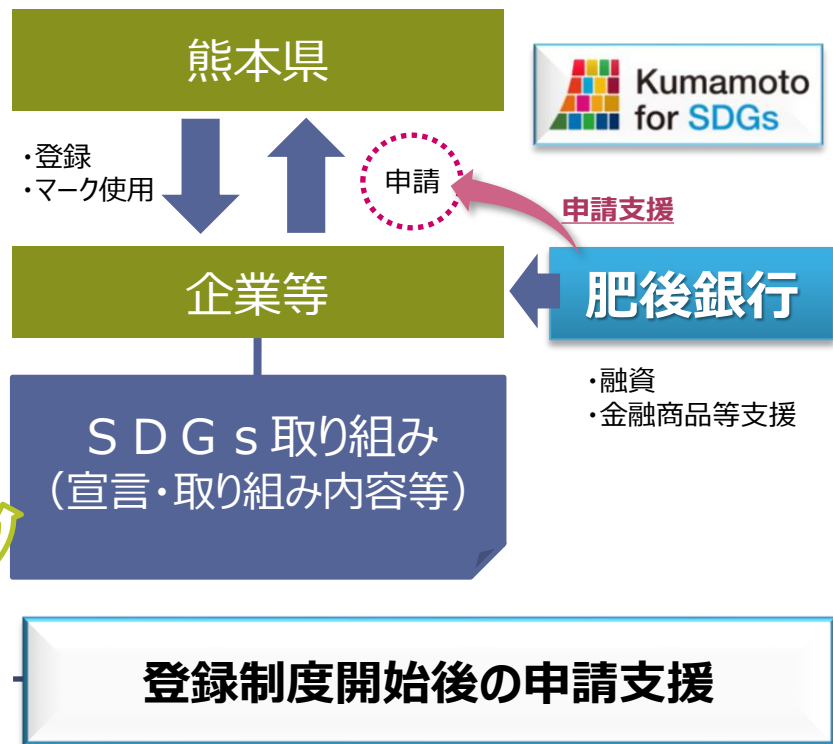 熊本県
Kumamoto
for SDGs
・登録
・マーク使用
申請
申請支援
企業等
肥後銀行
・融資
・金融商品等支援
ＳＤＧｓ取り組み
（宣言・取り組み内容等）
登録制度開始後の申請支援